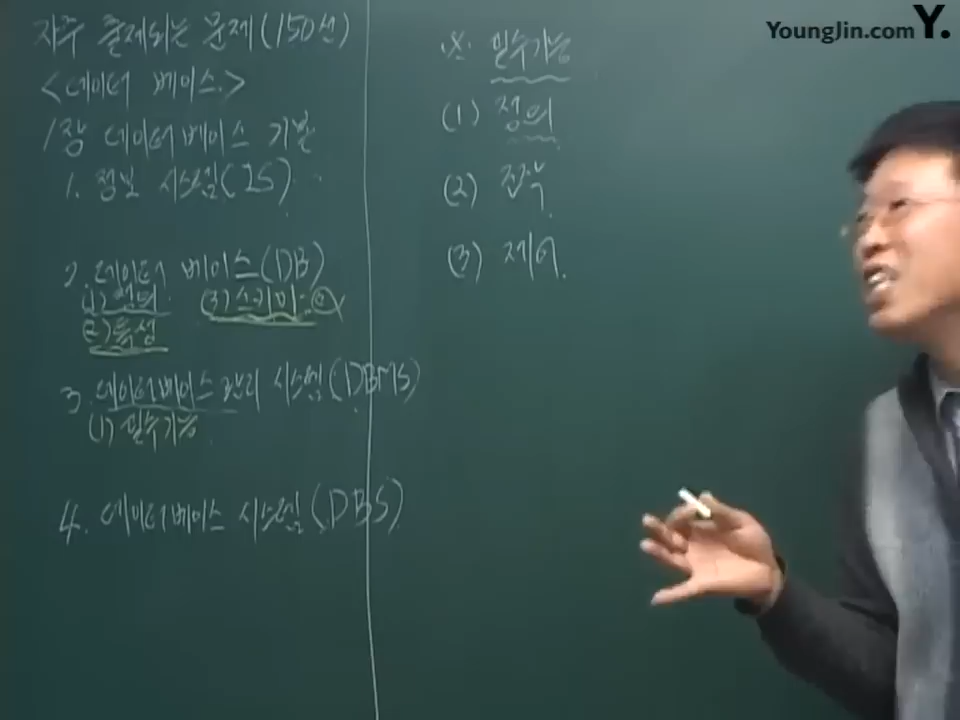 자주 출제되는 문제(150선)
<데이터 베이스>
1장 데이터베이스 개발
1. 정보 시스템(IS)
2. 데이터 베이스(DB)
(1) 정의 (3) 스키마
(2) 특성
3. 데이터베이스 관리 시스템(DBMS)
(1) 필수기능
4. 데이터베이스 시스템(DBS)
※ 필수기능
(1) 정의
(2) 조작
(3) 제어.
YoungJin.com Y.